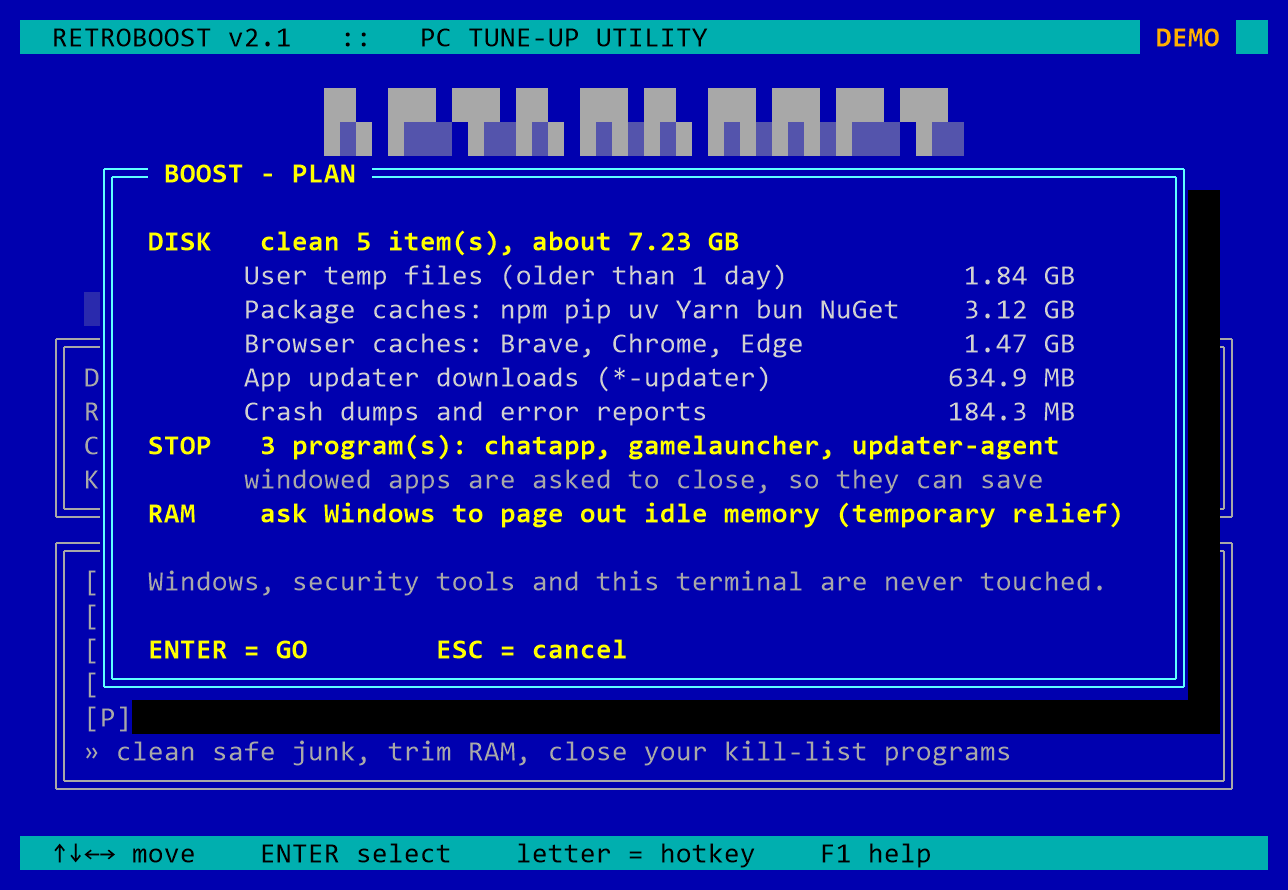 RETROBOOST v2.1 :: PC TUNE-UP UTILITY DEMO
BOOST - PLAN
DISK clean 5 item(s), about 7.23 GB
User temp files (older than 1 day) 1.84 GB
Package caches: npm pip uv Yarn bun NuGet 3.12 GB
Browser caches: Brave, Chrome, Edge 1.47 GB
App updater downloads (*-updater) 634.9 MB
Crash dumps and error reports 184.3 MB
STOP 3 program(s): chatapp, gamelauncher, updater-agent
windowed apps are asked to close, so they can save
RAM ask Windows to page out idle memory (temporary relief)
Windows, security tools and this terminal are never touched.
ENTER = GO ESC = cancel
D
R
C
K
[
[
[
[
[P]
» clean safe junk, trim RAM, close your kill-list programs
↑↓←→ move ENTER select letter = hotkey F1 help